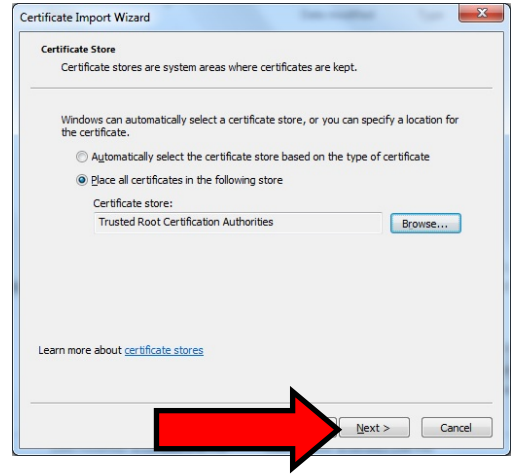 Certificate Import Wizard
Certificate Store
Certificate stores are system areas where certificates are kept.
Windows can automatically select a certificate store, or you can specify a location for
the certificate.
Automatically select the certificate store based on the type of certificate
Place all certificates in the following store
Certificate store:
Trusted Root Certification Authorities
Browse...
Learn more about certificate stores
Next >
Cancel